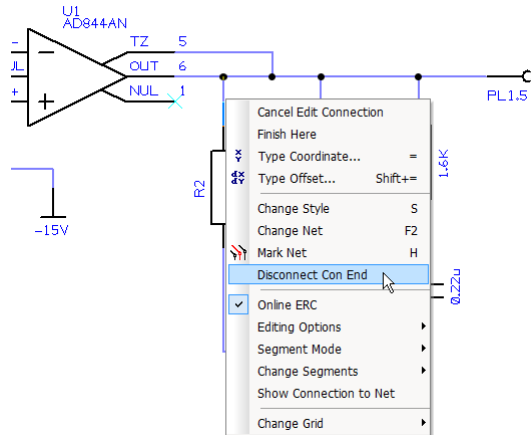 U1
AD844AN
TZ 5
OUT 6
NUL 1
PL1.5
-15V
R2
1.6K
0.22u
Cancel Edit Connection
Finish Here
Type Coordinate... =
Type Offset... Shift+=
Change Style S
Change Net F2
Mark Net H
Disconnect Con End
Online ERC
Editing Options
Segment Mode
Change Segments
Show Connection to Net
Change Grid